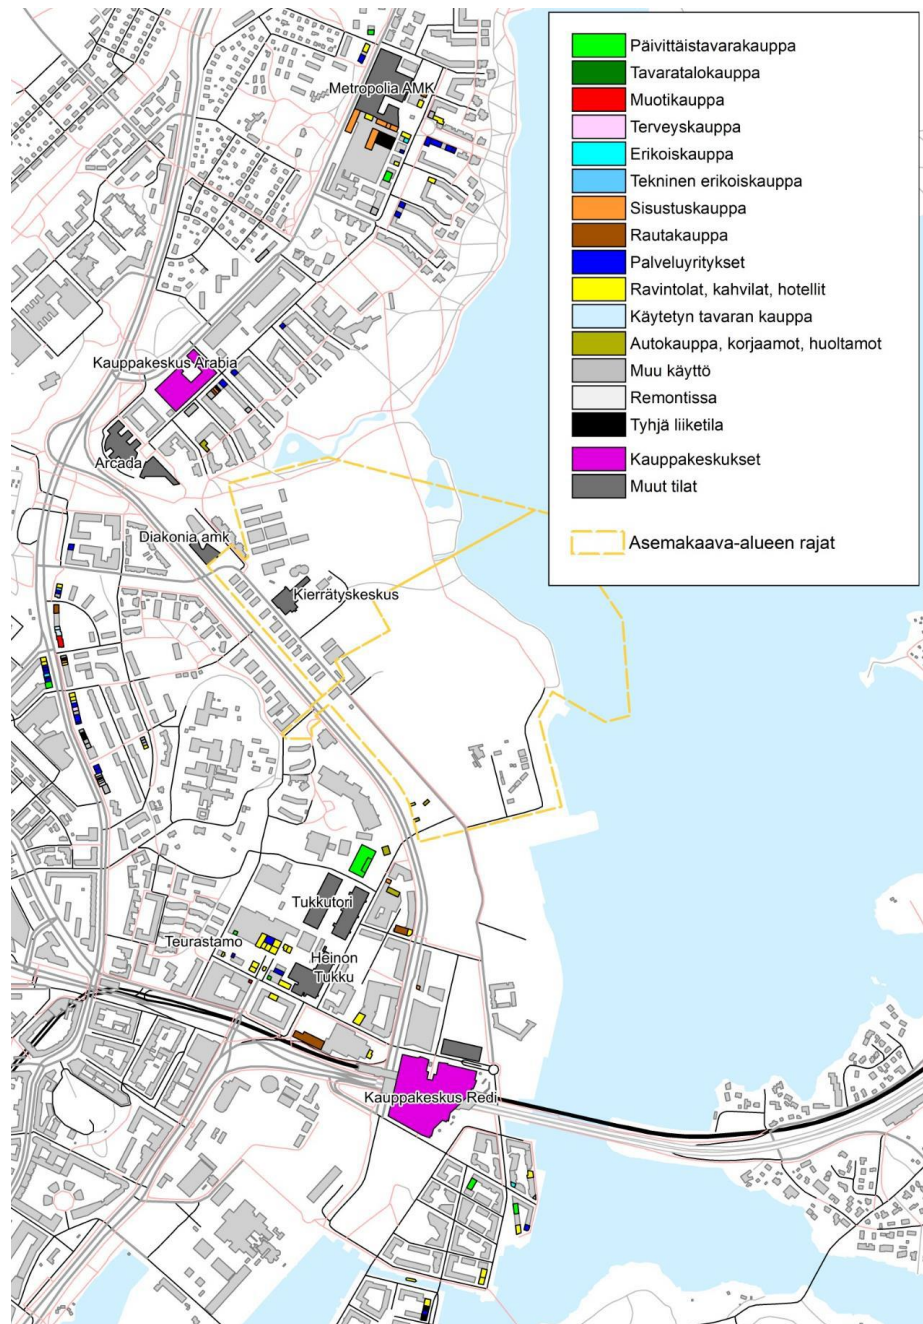 Päivittäistavarakauppa
Tavaratalokauppa
Muotikauppa
Terveyskauppa
Erikoiskauppa
Tekninen erikoiskauppa
Sisustuskauppa
Rautakauppa
Palveluyritykset
Ravintolat, kahvilat, hotellit
Käytetyn tavaran kauppa
Autokauppa, korjaamot, huoltamot
Muu käyttö
Remontissa
Tyhjä liiketila
Kauppakeskukset
Muut tilat
Asemakaava-alueen rajat
Metropolia AMK
Kauppakeskus Arabia
Arcada
Diakonia amk
Kierrätyskeskus
Tukkutori
Teurastamo
Heinon
Tukku
Kauppakeskus Redi